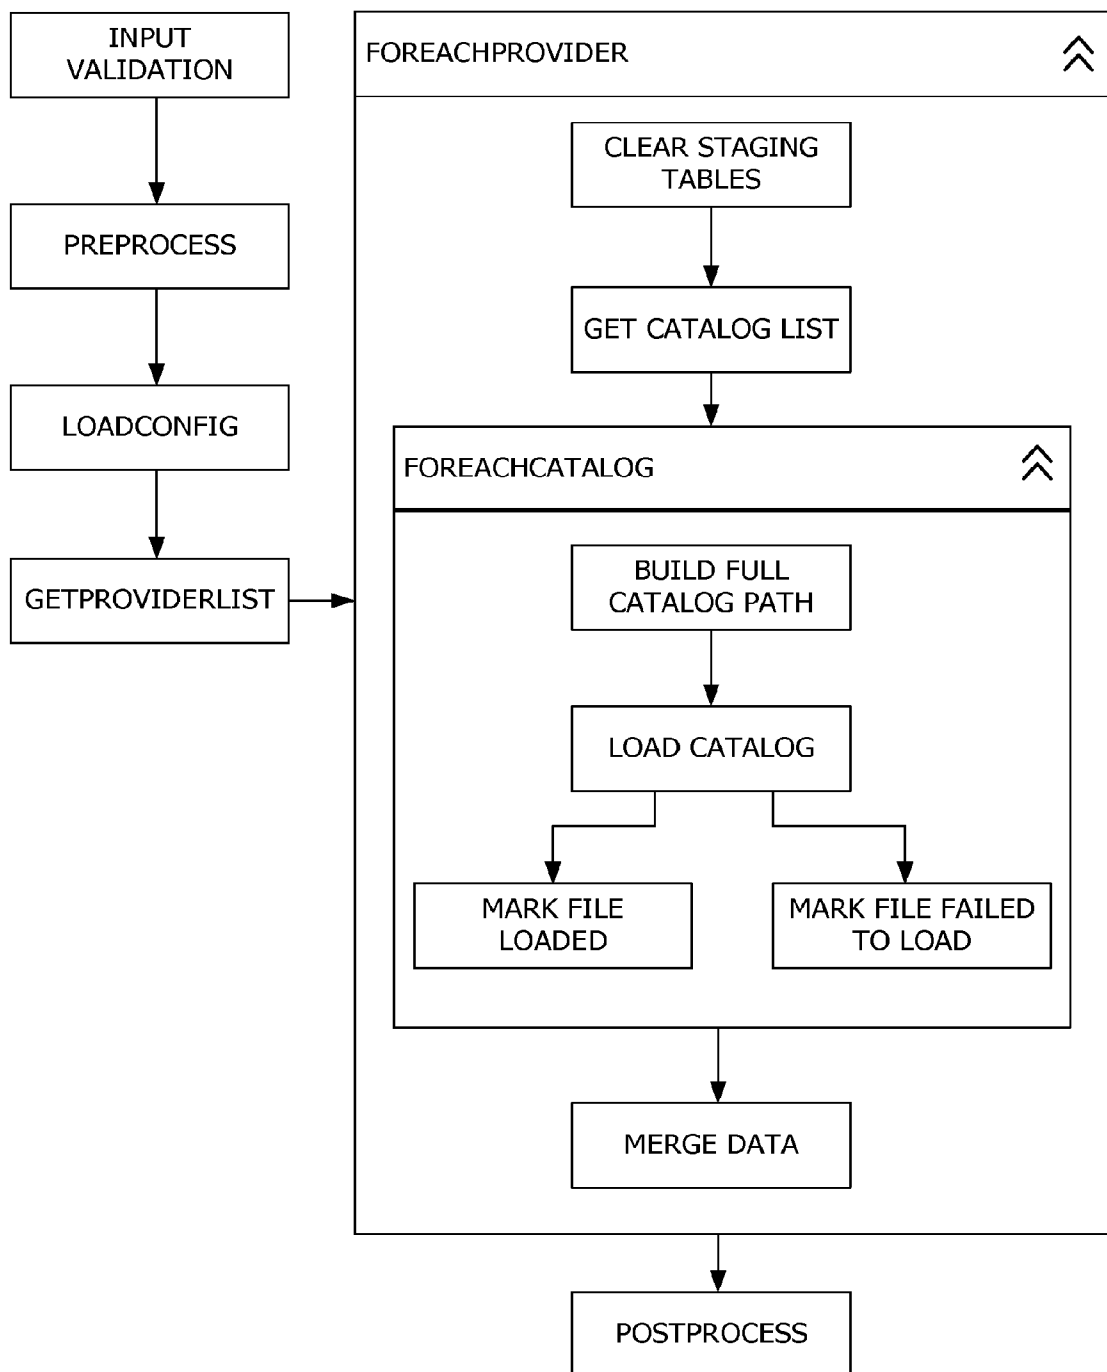 INPUT
VALIDATION
PREPROCESS
LOADCONFIG
GETPROVIDERLIST
FOREACHPROVIDER
CLEAR STAGING
TABLES
GET CATALOG LIST
FOREACHCATALOG
BUILD FULL
CATALOG PATH
LOAD CATALOG
MARK FILE
LOADED
MARK FILE FAILED
TO LOAD
MERGE DATA
POSTPROCESS